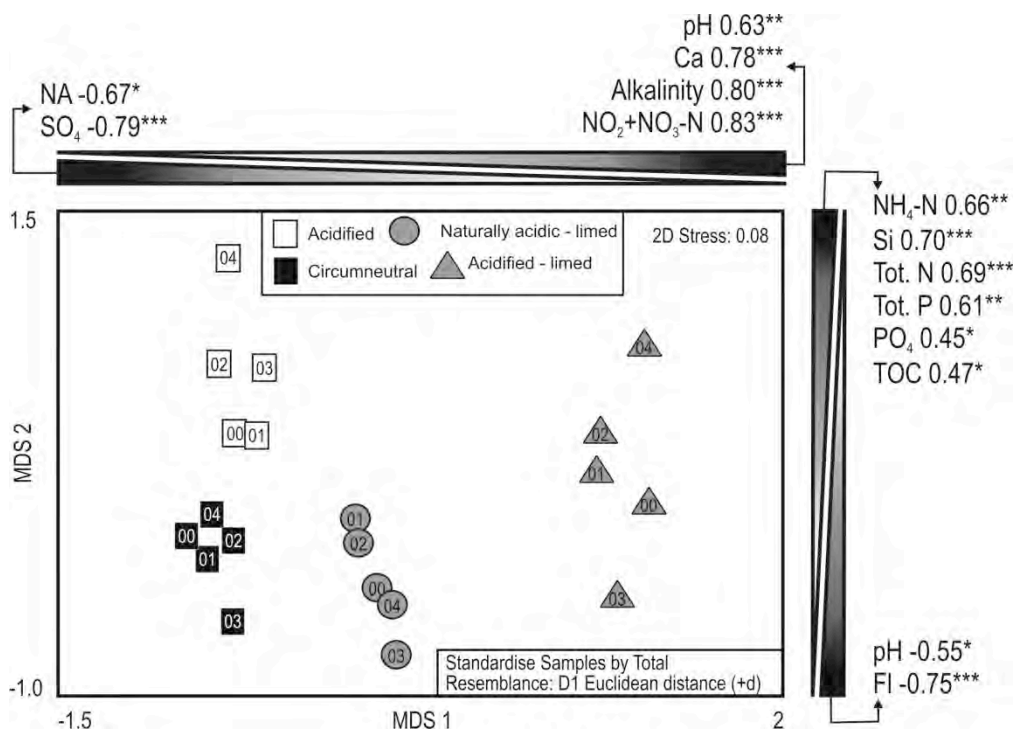 pH 0.63**
Ca 0.78***
Alkalinity 0.80***
NO₂+NO₃-N 0.83***
NA -0.67*
SO₄ -0.79***
1.5
Acidified
Naturally acidic - limed
Circumneutral
Acidified - limed
2D Stress: 0.08
NH₄-N 0.66**
Si 0.70***
Tot. N 0.69***
Tot. P 0.61**
PO₄ 0.45*
TOC 0.47*
04
02
03
00
01
04
00
02
01
03
01
02
00
04
03
04
02
01
00
03
MDS 2
Standardise Samples by Total
Resemblance: D1 Euclidean distance (+d)
pH -0.55*
FI -0.75***
-1.0
-1.5
MDS 1
2